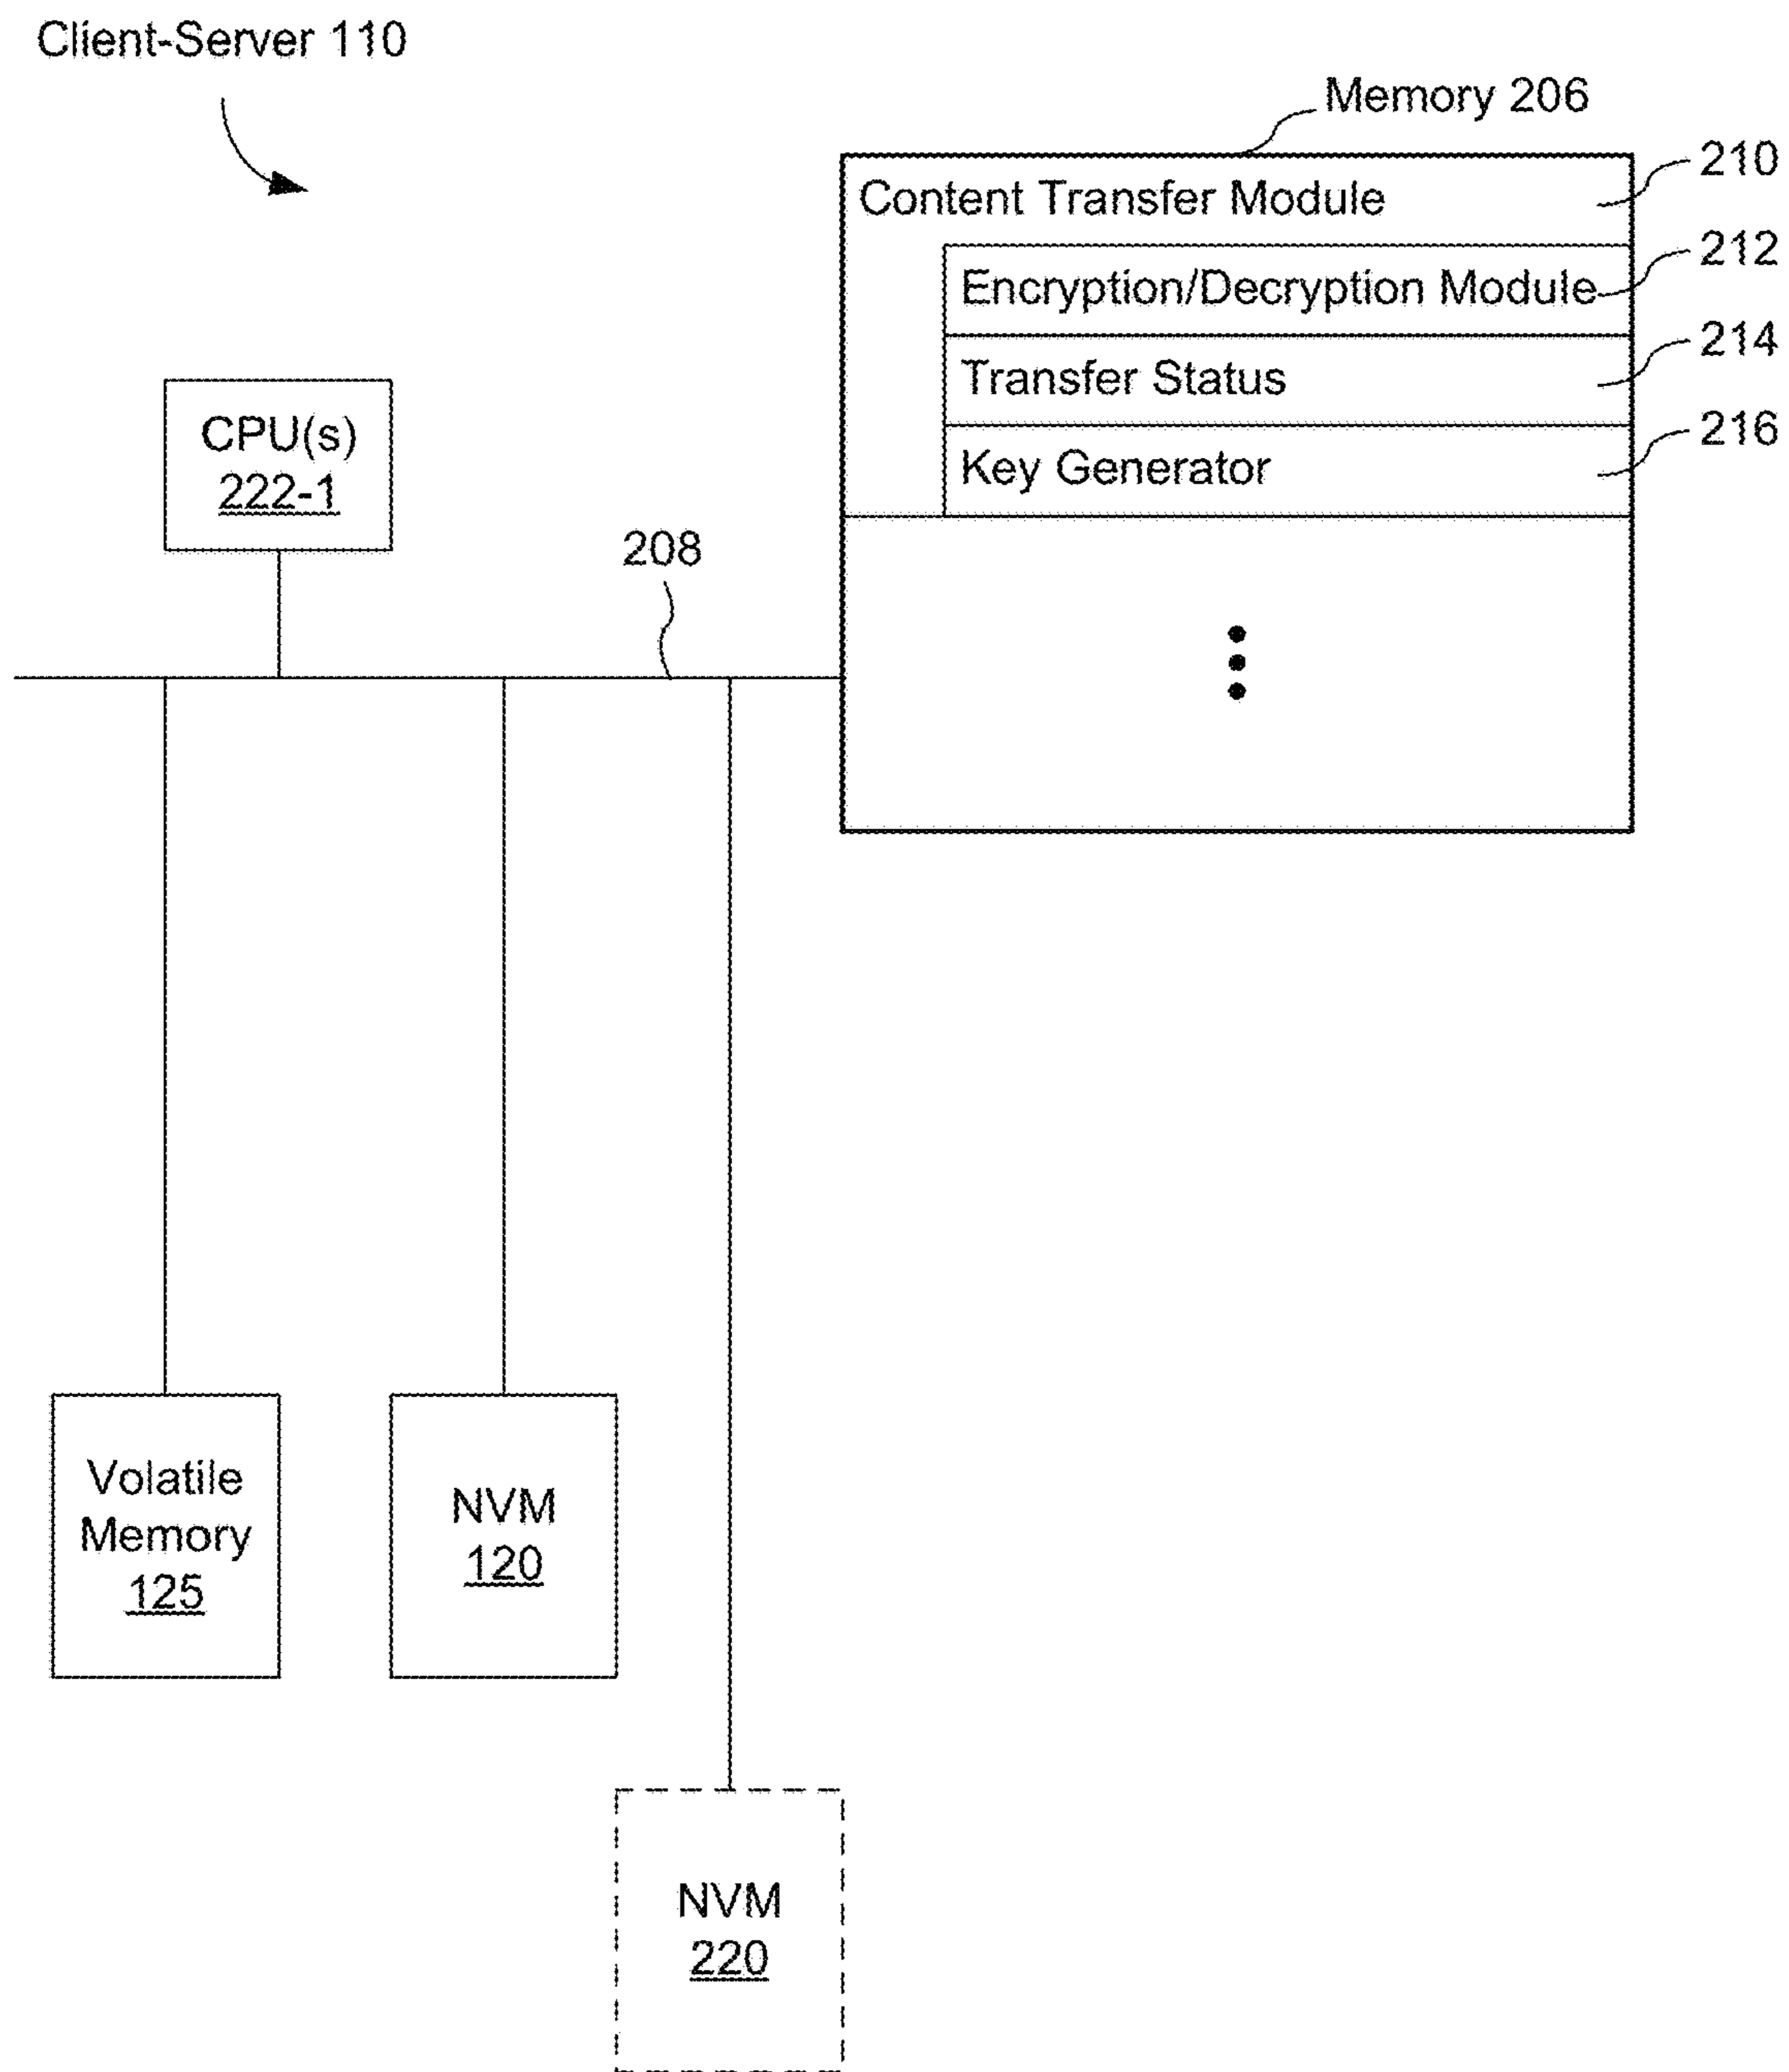 Client-Server 110
Memory 206
Content Transfer Module
210
Encryption/Decryption Module
212
Transfer Status
214
Key Generator
216
CPU(s)
222-1
208
Volatile
Memory
125
NVM
120
NVM
220